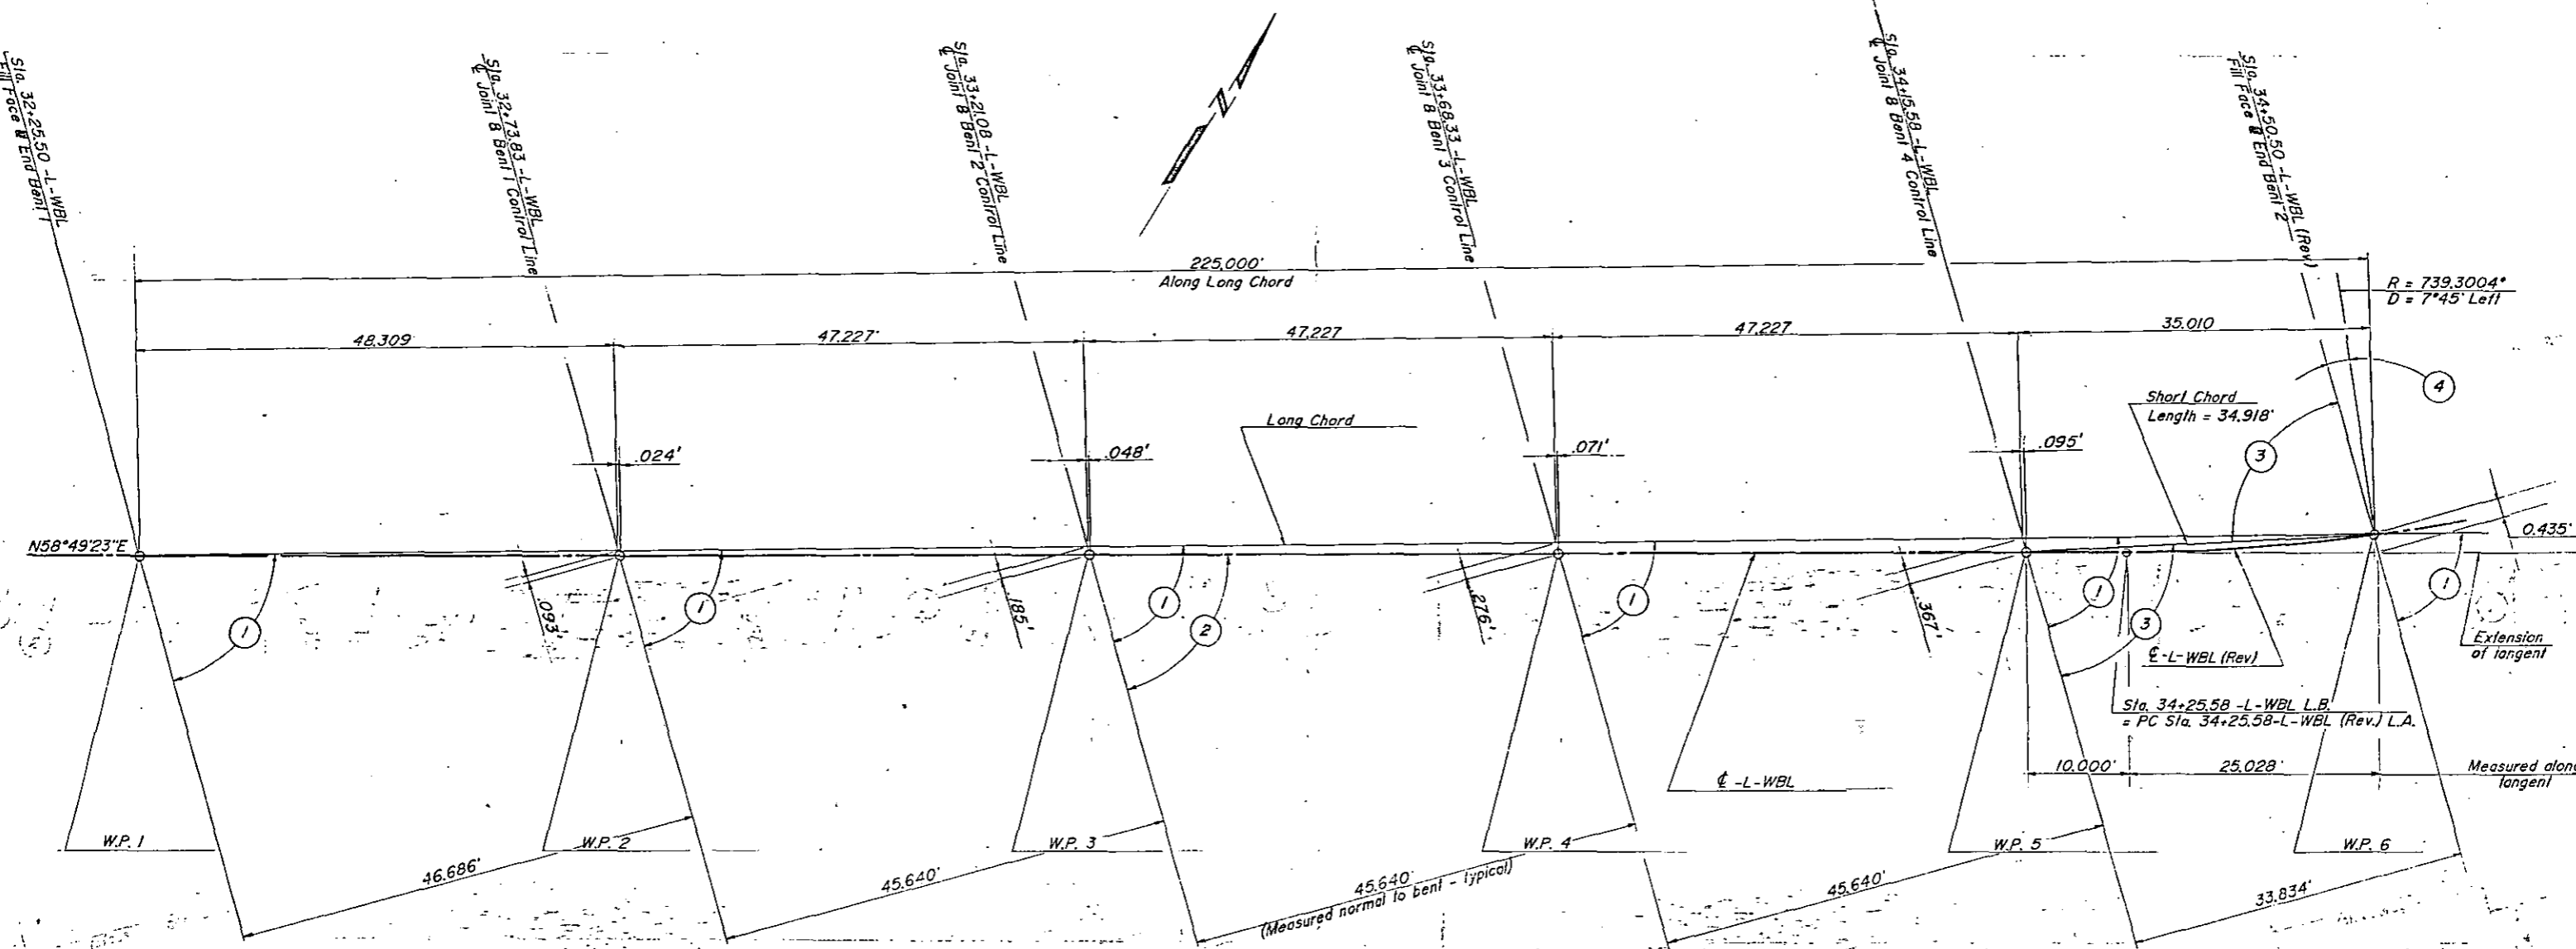 Sta. 32+25.50 -L-WBL
Fill Face @ End Bent 1
Sta. 32+73.83 -L-WBL
℄ Joint & Bent 1 Control Line
Sta. 33+21.08 -L-WBL
℄ Joint & Bent 2 Control Line
Sta. 33+68.33 -L-WBL
℄ Joint & Bent 3 Control Line
Sta. 34+15.58 -L-WBL
℄ Joint & Bent 4 Control Line
Sta. 34+50.50 -L-WBL (Rev)
Fill Face @ End Bent 2
N
225.000'
Along Long Chord
R = 739.3004'
D = 7°45' Left
48.309'
47.227'
47.227
47.227
35.010
4
Short Chord
Length = 34.918'
Long Chord
3
.024'
.048'
.071'
.095'
N58°49'23"E
0.435'
1
.093'
1
.185'
1
2
.276'
1
.367'
1
3
1
Extension
of tangent
℄ -L-WBL (Rev)
Sta. 34+25.58 -L-WBL L.B.
= PC Sta. 34+25.58-L-WBL (Rev.) L.A.
10.000'
25.028'
Measured along
tangent
℄ -L-WBL
W.P. 1
W.P. 2
W.P. 3
W.P. 4
W.P. 5
W.P. 6
46.686'
45.640'
45.640'
(Measured normal to bent - typical)
45.640'
33.834'